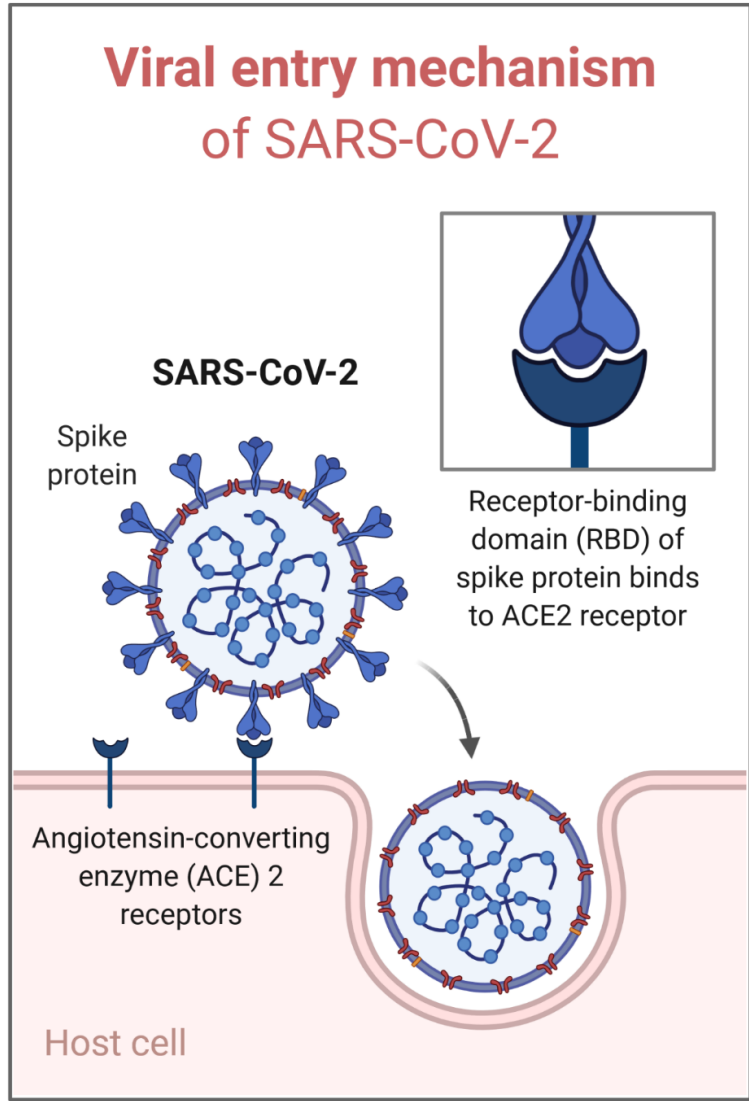 Viral entry mechanism
of SARS-CoV-2
SARS-CoV-2
Spike
protein
Receptor-binding
domain (RBD) of
spike protein binds
to ACE2 receptor
Angiotensin-converting
enzyme (ACE) 2
receptors
Host cell